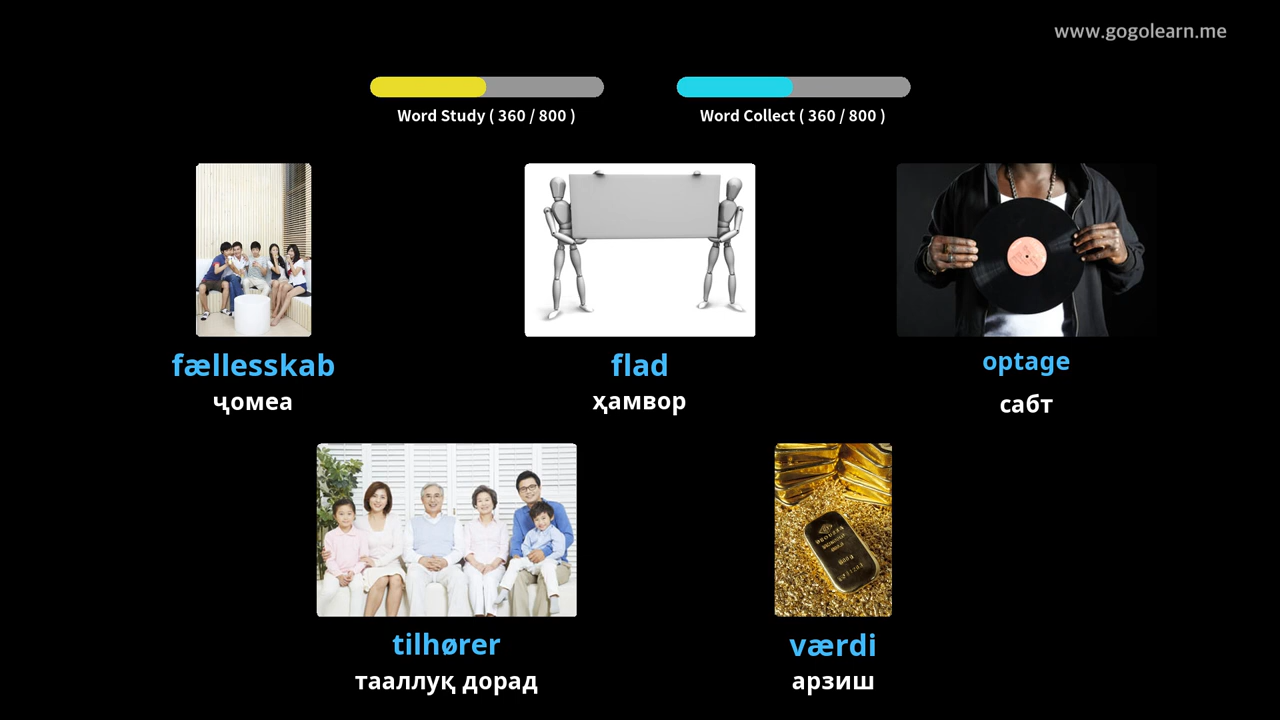 www.gogolearn.me
Word Study ( 360 / 800 )
Word Collect ( 360 / 800 )
fællesskab
ҷомеа
flad
ҳамвор
optage
сабт
tilhører
тааллуқ дорад
værdi
арзиш